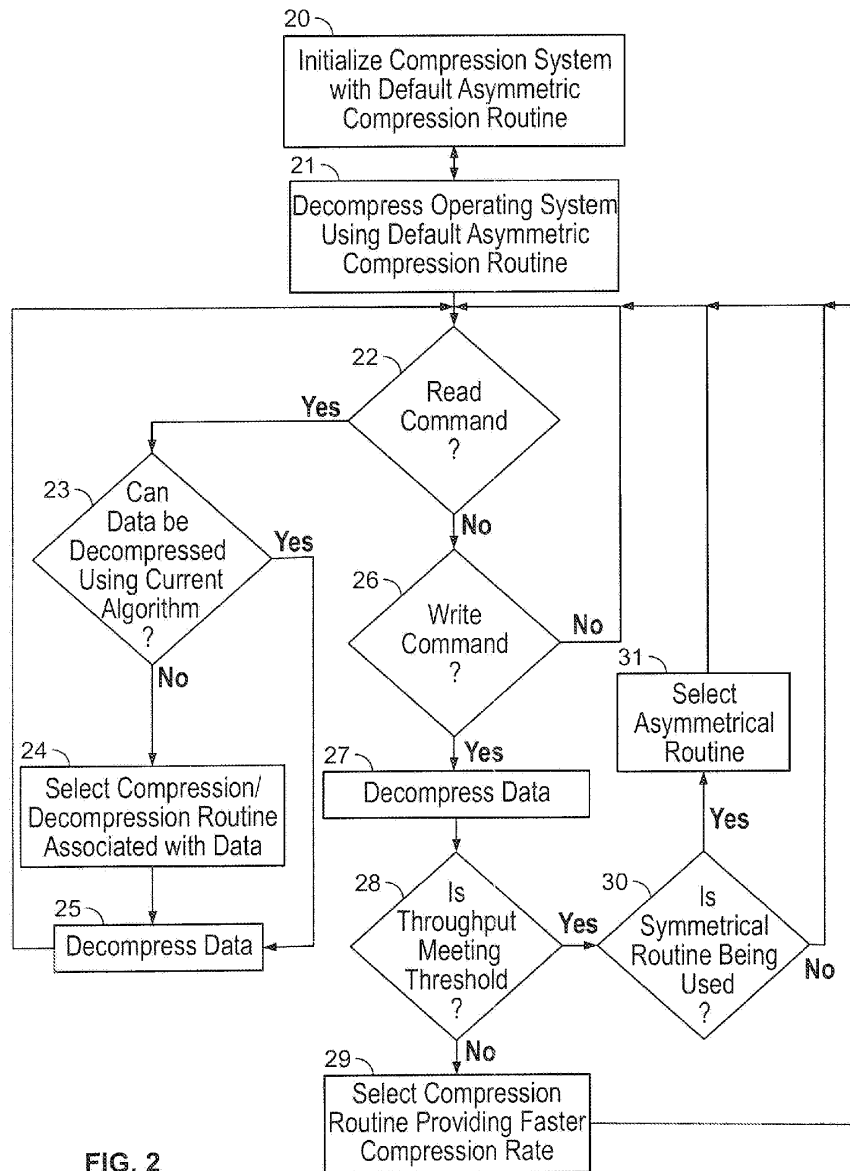 20
Initialize Compression System
with Default Asymmetric
Compression Routine
21
Decompress Operating System
Using Default Asymmetric
Compression Routine
22
Read
Command
?
Yes
No
23
Can
Data be
Decompressed
Using Current
Algorithm
?
Yes
No
24
Select Compression/
Decompression Routine
Associated with Data
25
Decompress Data
26
Write
Command
?
No
Yes
27
Decompress Data
28
Is
Throughput
Meeting
Threshold
?
Yes
No
29
Select Compression
Routine Providing Faster
Compression Rate
30
Is
Symmetrical
Routine Being
Used
?
Yes
No
31
Select
Asymmetrical
Routine
FIG. 2